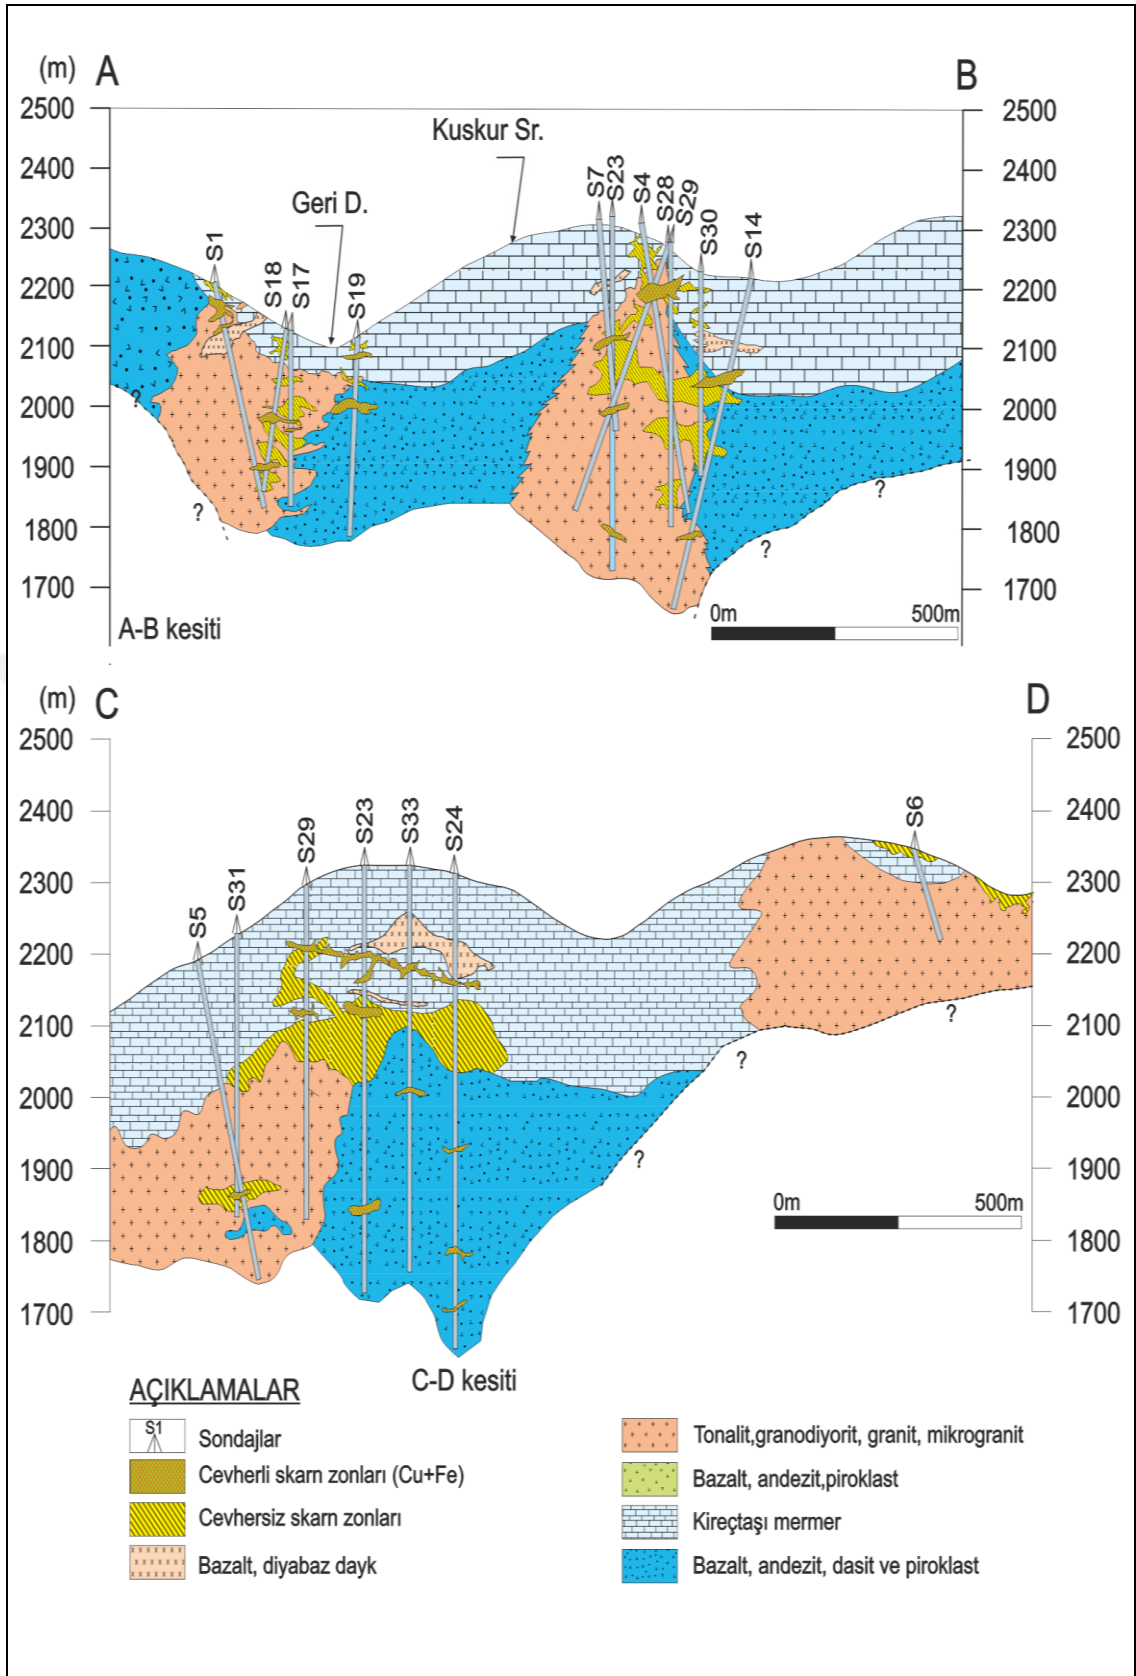 (m) A B
2500 2500
Kuskur Sr.
2400 2400
S7 S23 S4 S28 S29 S30 S14
Geri D.
2300 2300
S1 S18 S17 S19
2200 2200
2100 2100
2000 2000
?
1900 1900
?
?
1800 1800
?
1700 1700
0m 500m
A-B kesiti
(m) C D
2500 2500
2400 2400
S5 S31 S29 S23 S33 S24 S6
2300 2300
2200 2200
2100 2100
?
?
2000 2000
1900 1900
?
0m 500m
1800 1800
1700 1700
C-D kesiti
AÇIKLAMALAR
S1
Sondajlar
Cevherli skarn zonları (Cu+Fe)
Cevhersiz skarn zonları
Bazalt, diyabaz dayk
Tonalit,granodiyorit, granit, mikrogranit
Bazalt, andezit,piroklast
Kireçtaşı mermer
Bazalt, andezit, dasit ve piroklast